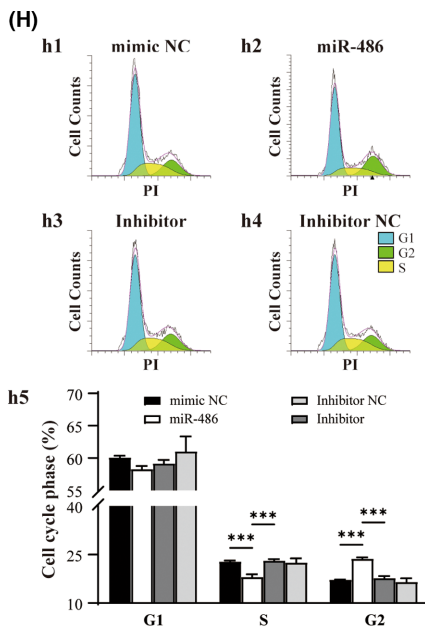 (H)
h1 mimic NC
h2 miR-486
Cell Counts
Cell Counts
PI
PI
h3 Inhibitor
h4 Inhibitor NC
Cell Counts
Cell Counts
G1
G2
S
PI
PI
h5
mimic NC
Inhibitor NC
miR-486
Inhibitor
Cell cycle phase (%)
70
65
60
55
40
25
10
*** ***
*** ***
G1 S G2